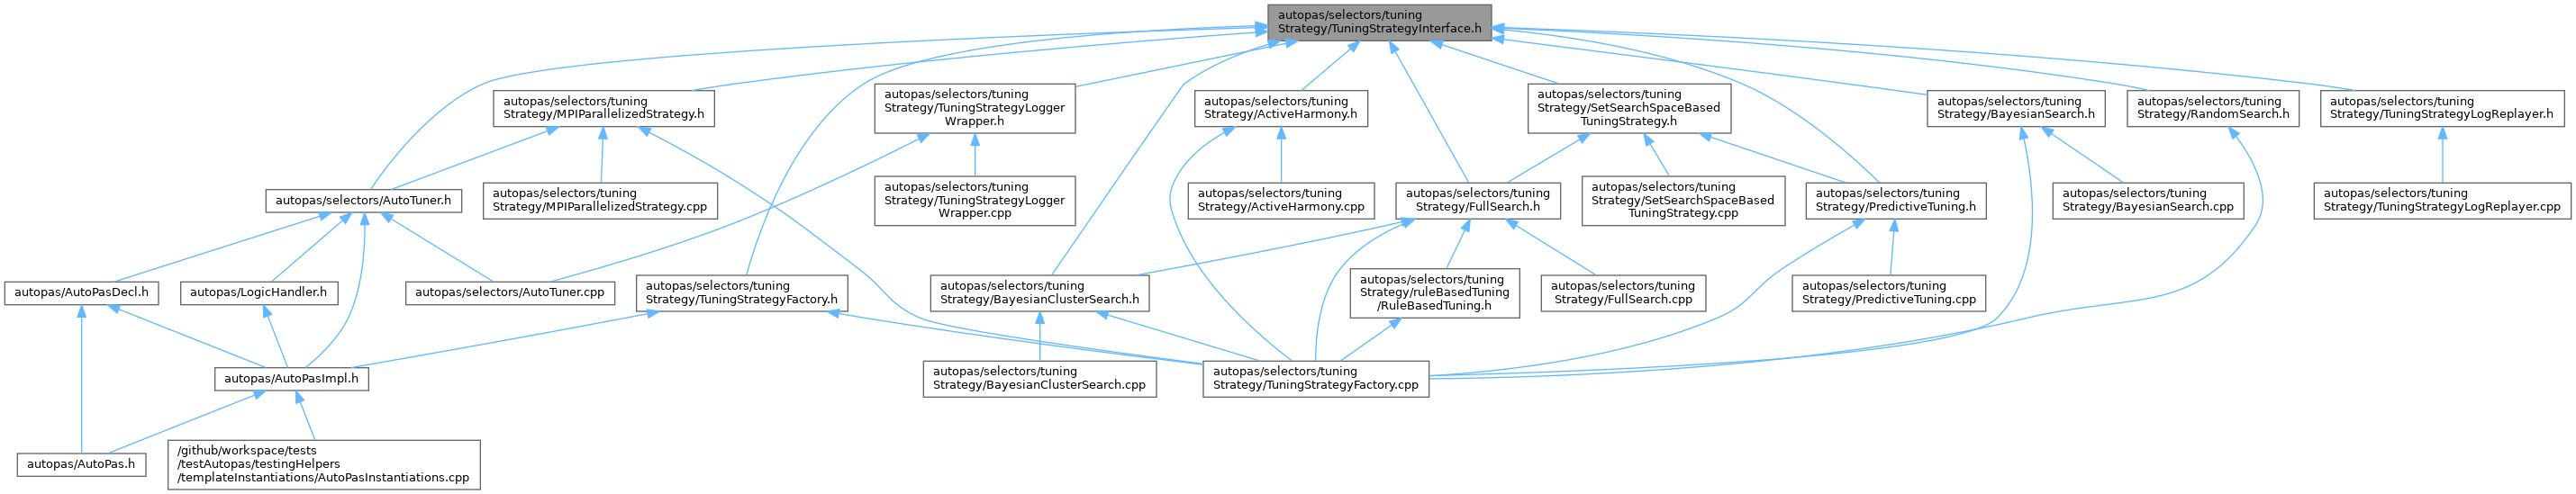 autopas/selectors/tuning
Strategy/TuningStrategyInterface.h
autopas/selectors/tuning
Strategy/MPIParallelizedStrategy.h
autopas/selectors/tuning
Strategy/TuningStrategyLogger
Wrapper.h
autopas/selectors/tuning
Strategy/ActiveHarmony.h
autopas/selectors/tuning
Strategy/SetSearchSpaceBased
TuningStrategy.h
autopas/selectors/tuning
Strategy/BayesianSearch.h
autopas/selectors/tuning
Strategy/RandomSearch.h
autopas/selectors/tuning
Strategy/TuningStrategyLogReplayer.h
autopas/selectors/AutoTuner.h
autopas/selectors/tuning
Strategy/MPIParallelizedStrategy.cpp
autopas/selectors/tuning
Strategy/TuningStrategyLogger
Wrapper.cpp
autopas/selectors/tuning
Strategy/ActiveHarmony.cpp
autopas/selectors/tuning
Strategy/FullSearch.h
autopas/selectors/tuning
Strategy/SetSearchSpaceBased
TuningStrategy.cpp
autopas/selectors/tuning
Strategy/PredictiveTuning.h
autopas/selectors/tuning
Strategy/BayesianSearch.cpp
autopas/selectors/tuning
Strategy/TuningStrategyLogReplayer.cpp
autopas/AutoPasDecl.h
autopas/LogicHandler.h
autopas/selectors/AutoTuner.cpp
autopas/selectors/tuning
Strategy/TuningStrategyFactory.h
autopas/selectors/tuning
Strategy/BayesianClusterSearch.h
autopas/selectors/tuning
Strategy/ruleBasedTuning
/RuleBasedTuning.h
autopas/selectors/tuning
Strategy/FullSearch.cpp
autopas/selectors/tuning
Strategy/PredictiveTuning.cpp
autopas/AutoPasImpl.h
autopas/selectors/tuning
Strategy/BayesianClusterSearch.cpp
autopas/selectors/tuning
Strategy/TuningStrategyFactory.cpp
autopas/AutoPas.h
/github/workspace/tests
/testAutopas/testingHelpers
/templateInstantiations/AutoPasInstantiations.cpp